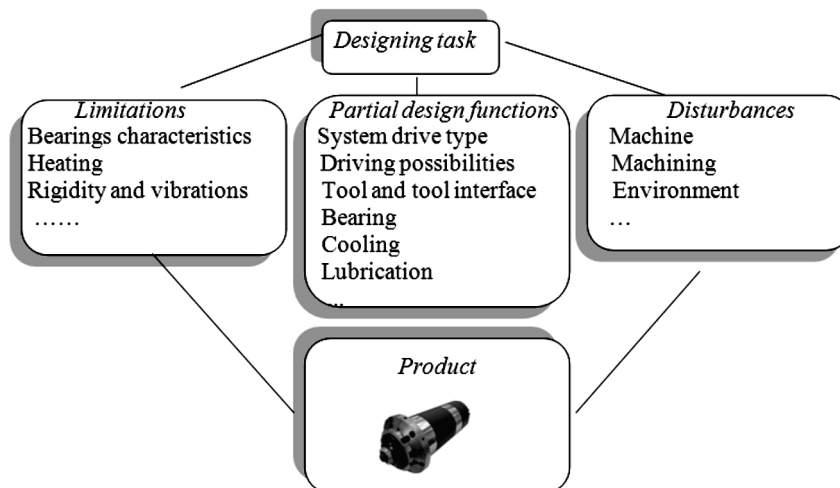 Designing task
Limitations
Bearings characteristics
Heating
Rigidity and vibrations
......
Partial design functions
System drive type
Driving possibilities
Tool and tool interface
Bearing
Cooling
Lubrication
...
Disturbances
Machine
Machining
Environment
...
Product